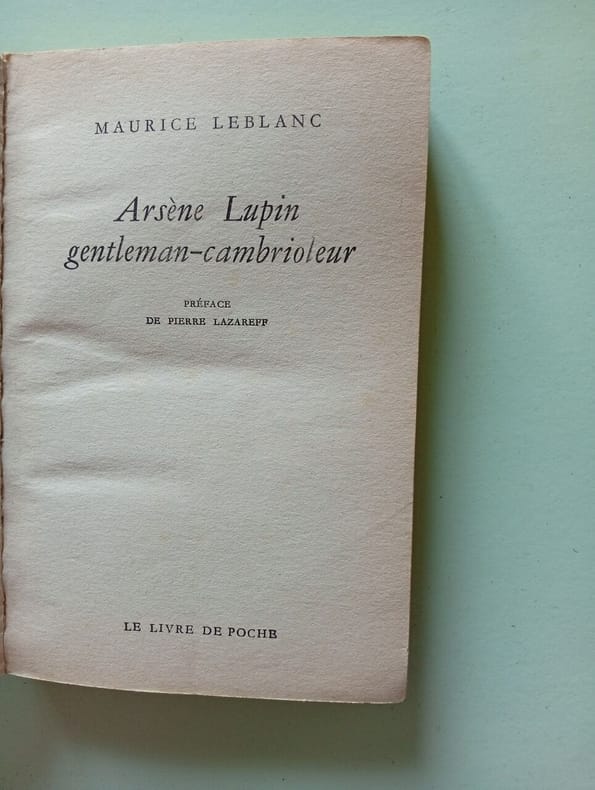 MAURICE LEBLANC
Arsène Lupin
gentleman-cambrioleur
PRÉFACE
DE PIERRE LAZAREFF
LE LIVRE DE POCHE